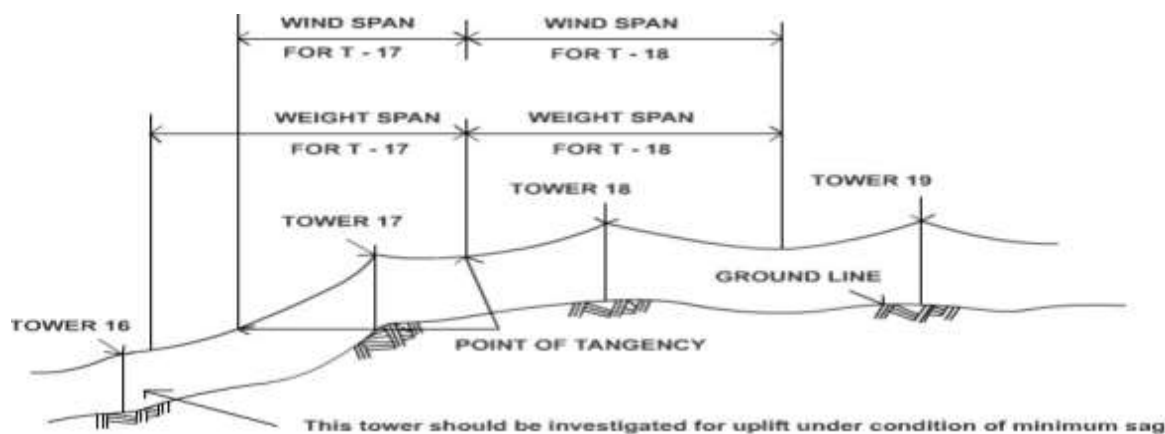 WIND SPAN WIND SPAN
FOR T - 17 FOR T - 18
WEIGHT SPAN WEIGHT SPAN
FOR T - 17 FOR T - 18
TOWER 18 TOWER 19
TOWER 17
GROUND LINE
TOWER 16
POINT OF TANGENCY
This tower should be investigated for uplift under condition of minimum sag